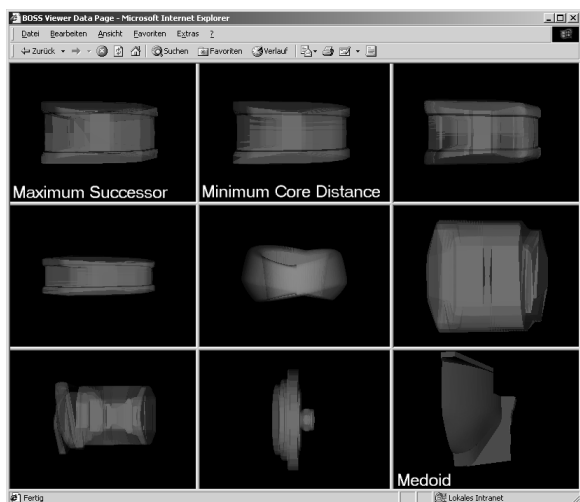 BOSS Viewer Data Page - Microsoft Internet Explorer
Datei Bearbeiten Ansicht Favoriten Extras ?
Zurück Suchen Favoriten Verlauf
Maximum Successor Minimum Core Distance
Medoid
Fertig Lokales Intranet